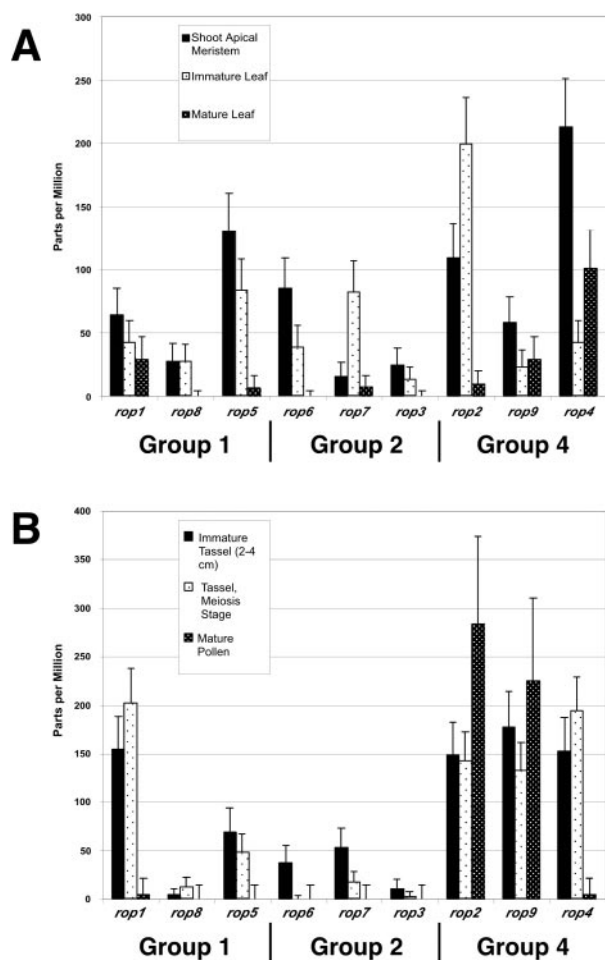 A
300
250
200
150
100
50
0
Parts per Million
Shoot Apical
Meristem
Immature Leaf
Mature Leaf
rop1 rop8 rop5 rop6 rop7 rop3 rop2 rop9 rop4
Group 1 Group 2 Group 4
B
400
350
300
250
200
150
100
50
0
Parts per Million
Immature
Tassel (2-4
cm)
Tassel,
Meiosis
Stage
Mature
Pollen
rop1 rop8 rop5 rop6 rop7 rop3 rop2 rop9 rop4
Group 1 Group 2 Group 4